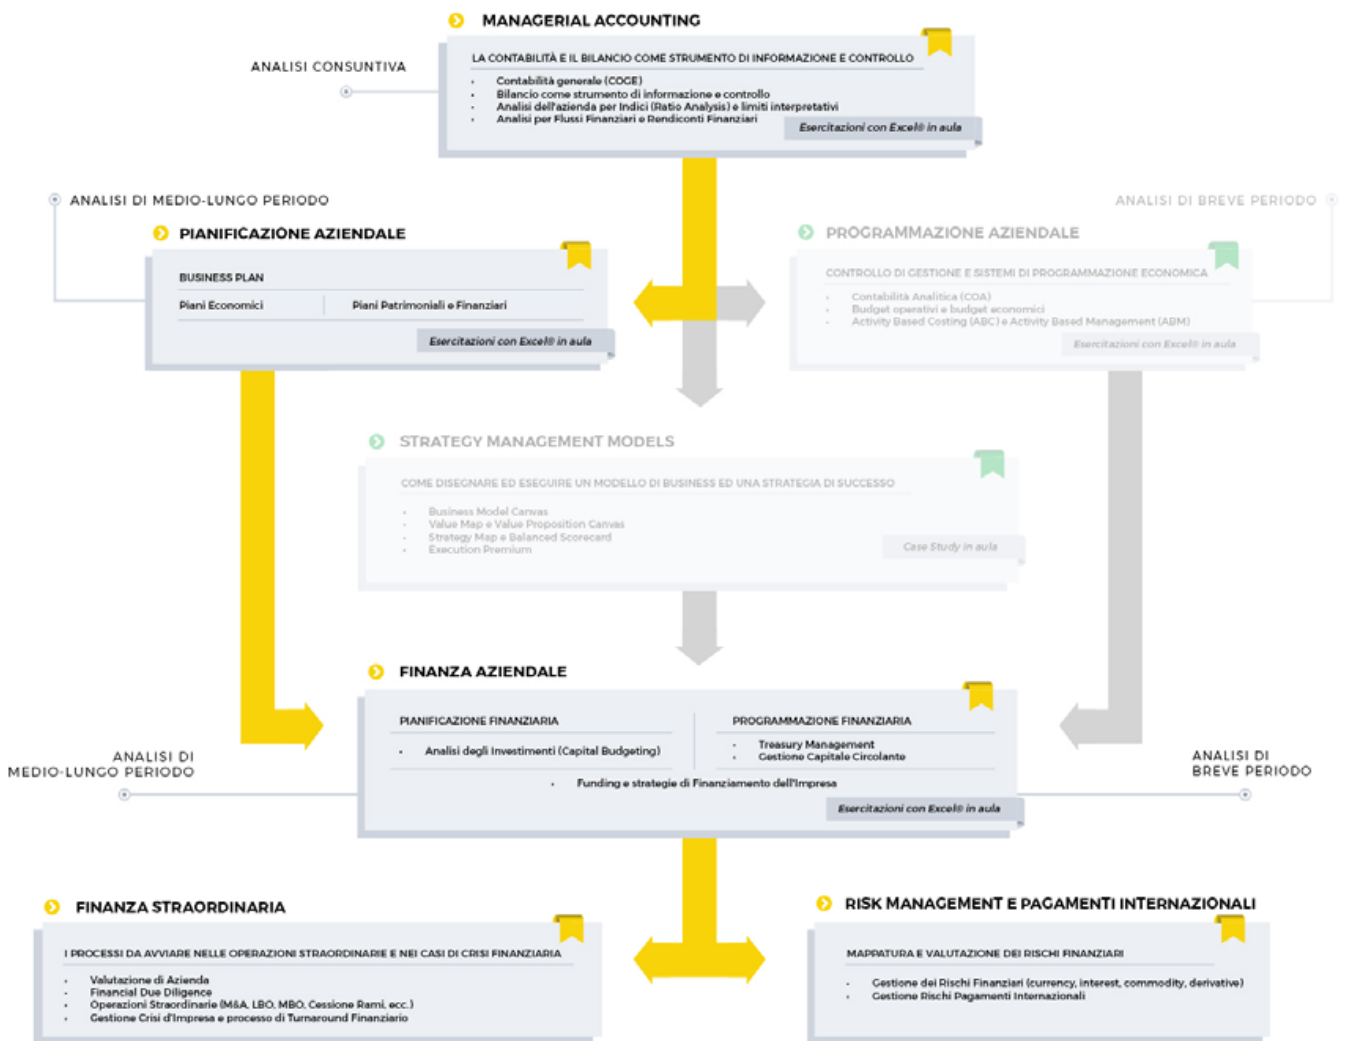 MANAGERIAL ACCOUNTING
ANALISI CONSUNTIVA
LA CONTABILITÀ E IL BILANCIO COME STRUMENTO DI INFORMAZIONE E CONTROLLO
• Contabilità generale (COGE)
• Bilancio come strumento di informazione e controllo
• Analisi dell'azienda per Indici (Ratio Analysis) e limiti interpretativi
• Analisi per Flussi Finanziari e Rendiconti Finanziari
Esercitazioni con Excel® in aula
ANALISI DI MEDIO-LUNGO PERIODO
PIANIFICAZIONE AZIENDALE
BUSINESS PLAN
Piani Economici
Piani Patrimoniali e Finanziari
Esercitazioni con Excel® in aula
ANALISI DI BREVE PERIODO
PROGRAMMAZIONE AZIENDALE
CONTROLLO DI GESTIONE E SISTEMI DI PROGRAMMAZIONE ECONOMICA
• Contabilità Analitica (COA)
• Budget operativi e budget economici
• Activity Based Costing (ABC) e Activity Based Management (ABM)
Esercitazioni con Excel® in aula
STRATEGY MANAGEMENT MODELS
COME DISEGNARE ED ESEGUIRE UN MODELLO DI BUSINESS ED UNA STRATEGIA DI SUCCESSO
• Business Model Canvas
• Value Map e Value Proposition Canvas
• Strategy Map e Balanced Scorecard
• Execution Premium
Case Study in aula
FINANZA AZIENDALE
PIANIFICAZIONE FINANZIARIA
• Analisi degli Investimenti (Capital Budgeting)
PROGRAMMAZIONE FINANZIARIA
• Treasury Management
• Gestione Capitale Circolante
• Funding e strategie di Finanziamento dell'Impresa
Esercitazioni con Excel® in aula
ANALISI DI
MEDIO-LUNGO PERIODO
ANALISI DI
BREVE PERIODO
FINANZA STRAORDINARIA
I PROCESSI DA AVVIARE NELLE OPERAZIONI STRAORDINARIE E NEI CASI DI CRISI FINANZIARIA
• Valutazione di Azienda
• Financial Due Diligence
• Operazioni Straordinarie (M&A, LBO, MBO, Cessione Rami, ecc.)
• Gestione Crisi d'Impresa e processo di Turnaround Finanziario
RISK MANAGEMENT E PAGAMENTI INTERNAZIONALI
MAPPATURA E VALUTAZIONE DEI RISCHI FINANZIARI
• Gestione dei Rischi Finanziari (currency, interest, commodity, derivative)
• Gestione Rischi Pagamenti Internazionali